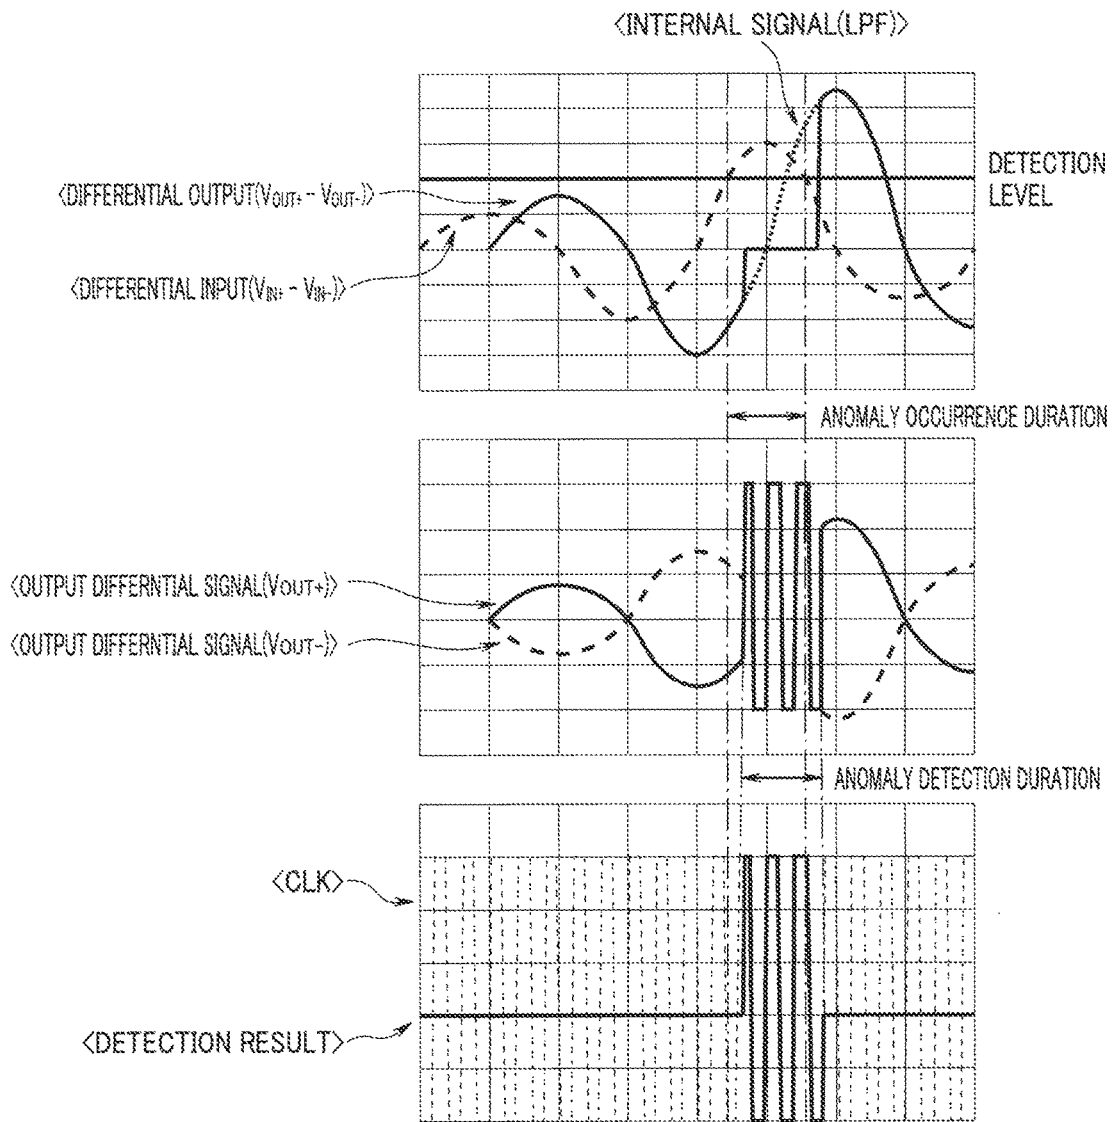 <INTERNAL SIGNAL(LPF)>
<DIFFERENTIAL OUTPUT(VOUT+ - VOUT-)>
DETECTION
LEVEL
<DIFFERENTIAL INPUT(VIN+ - VIN-)>
ANOMALY OCCURRENCE DURATION
<OUTPUT DIFFERNTIAL SIGNAL(VOUT+)>
<OUTPUT DIFFERNTIAL SIGNAL(VOUT-)>
ANOMALY DETECTION DURATION
<CLK>
<DETECTION RESULT>